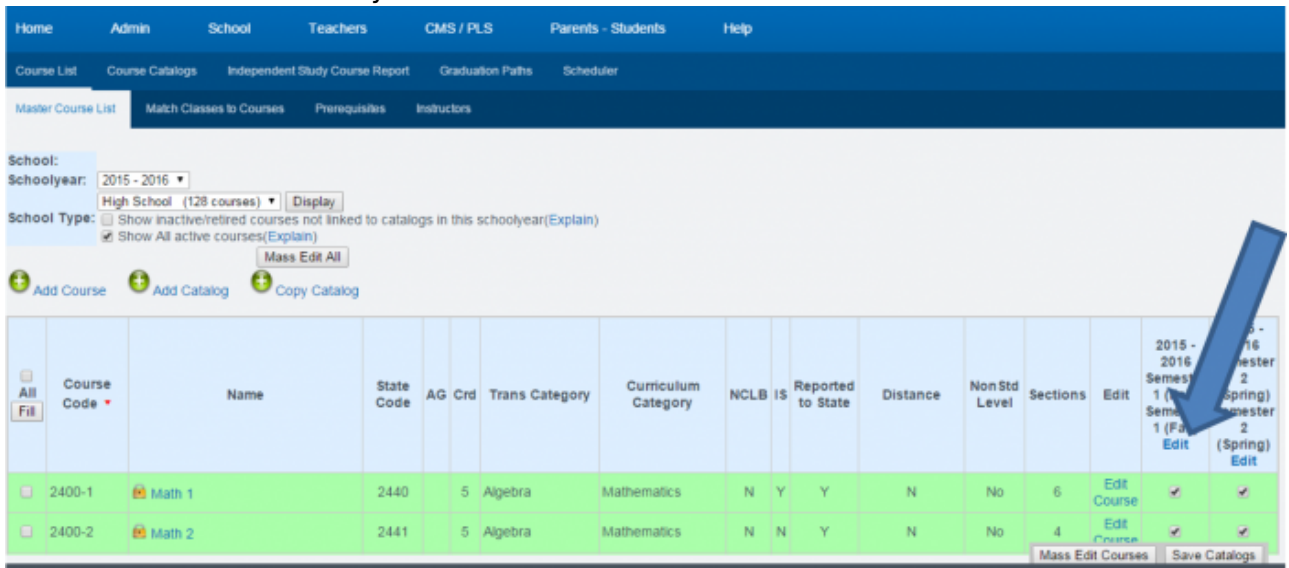 Home Admin School Teachers CMS / PLS Parents - Students Help
Course List Course Catalogs Independent Study Course Report Graduation Paths Scheduler
Master Course List Match Classes to Courses Prerequisites Instructors
School:
Schoolyear: 2015 - 2016
High School (128 courses) Display
School Type: Show inactive/retired courses not linked to catalogs in this schoolyear(Explain)
Show All active courses(Explain)
Mass Edit All
Add Course Add Catalog Copy Catalog
All Fill Course Code Name State Code AG Crd Trans Category Curriculum Category NCLB IS Reported to State Distance Non Std Level Sections Edit 2015 - 2016 1 1 Edit 2 (Spring) 2 (Spring) Edit
2400-1 Math 1 2440 5 Algebra Mathematics N Y Y N No 6 Edit Course
2400-2 Math 2 2441 5 Algebra Mathematics N N Y N No 4 Edit Course
Mass Edit Courses Save Catalogs